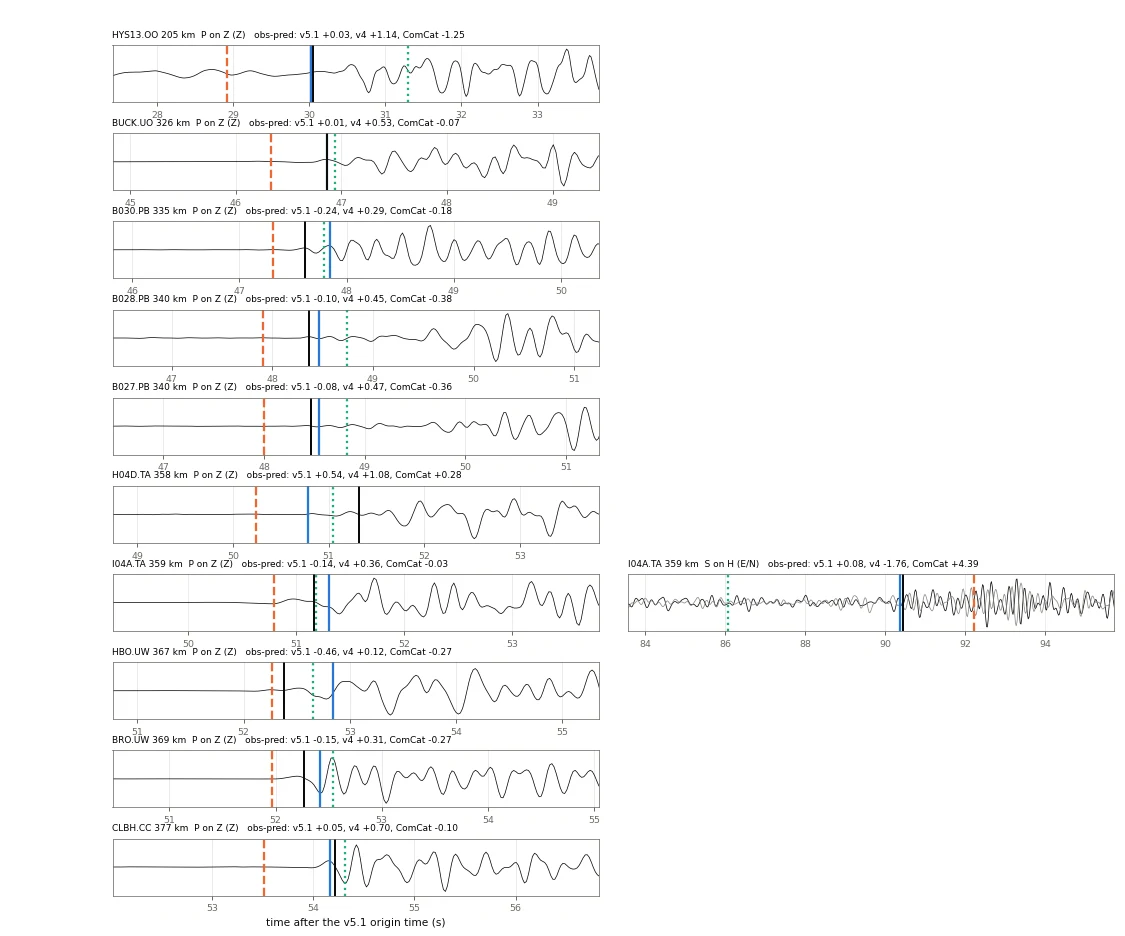 HYS13.OO 205 km P on Z (Z) obs-pred: v5.1 +0.03, v4 +1.14, ComCat -1.25
28 29 30 31 32 33
BUCK.UO 326 km P on Z (Z) obs-pred: v5.1 +0.01, v4 +0.53, ComCat -0.07
45 46 47 48 49
B030.PB 335 km P on Z (Z) obs-pred: v5.1 -0.24, v4 +0.29, ComCat -0.18
46 47 48 49 50
B028.PB 340 km P on Z (Z) obs-pred: v5.1 -0.10, v4 +0.45, ComCat -0.38
47 48 49 50 51
B027.PB 340 km P on Z (Z) obs-pred: v5.1 -0.08, v4 +0.47, ComCat -0.36
47 48 49 50 51
H04D.TA 358 km P on Z (Z) obs-pred: v5.1 +0.54, v4 +1.08, ComCat +0.28
49 50 51 52 53
I04A.TA 359 km P on Z (Z) obs-pred: v5.1 -0.14, v4 +0.36, ComCat -0.03
50 51 52 53
I04A.TA 359 km S on H (E/N) obs-pred: v5.1 +0.08, v4 -1.76, ComCat +4.39
84 86 88 90 92 94
HBO.UW 367 km P on Z (Z) obs-pred: v5.1 -0.46, v4 +0.12, ComCat -0.27
51 52 53 54 55
BRO.UW 369 km P on Z (Z) obs-pred: v5.1 -0.15, v4 +0.31, ComCat -0.27
51 52 53 54 55
CLBH.CC 377 km P on Z (Z) obs-pred: v5.1 +0.05, v4 +0.70, ComCat -0.10
53 54 55 56
time after the v5.1 origin time (s)